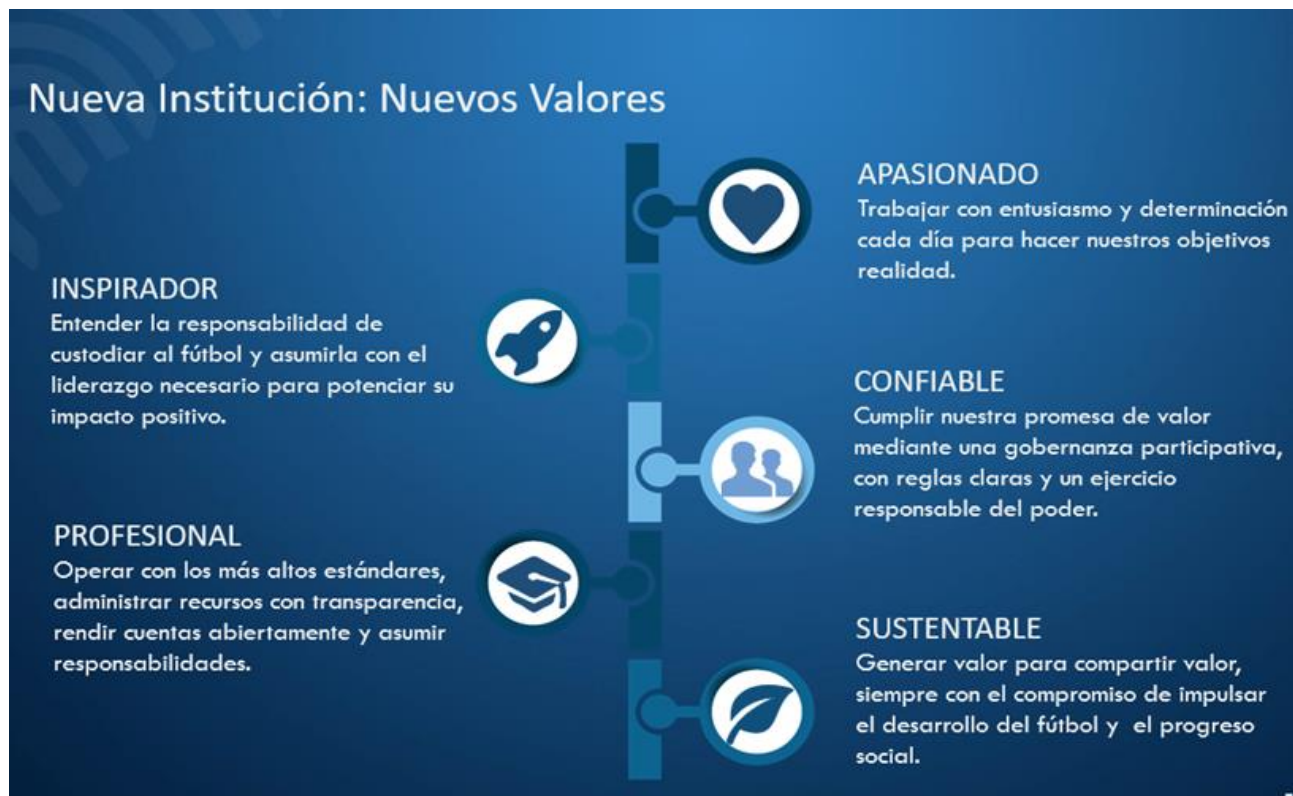 Nueva Institución: Nuevos Valores
APASIONADO
Trabajar con entusiasmo y determinación
cada día para hacer nuestros objetivos
realidad.
INSPIRADOR
Entender la responsabilidad de
custodiar al fútbol y asumirla con el
liderazgo necesario para potenciar su
impacto positivo.
CONFIABLE
Cumplir nuestra promesa de valor
mediante una gobernanza participativa,
con reglas claras y un ejercicio
responsable del poder.
PROFESIONAL
Operar con los más altos estándares,
administrar recursos con transparencia,
rendir cuentas abiertamente y asumir
responsabilidades.
SUSTENTABLE
Generar valor para compartir valor,
siempre con el compromiso de impulsar
el desarrollo del fútbol y el progreso
social.